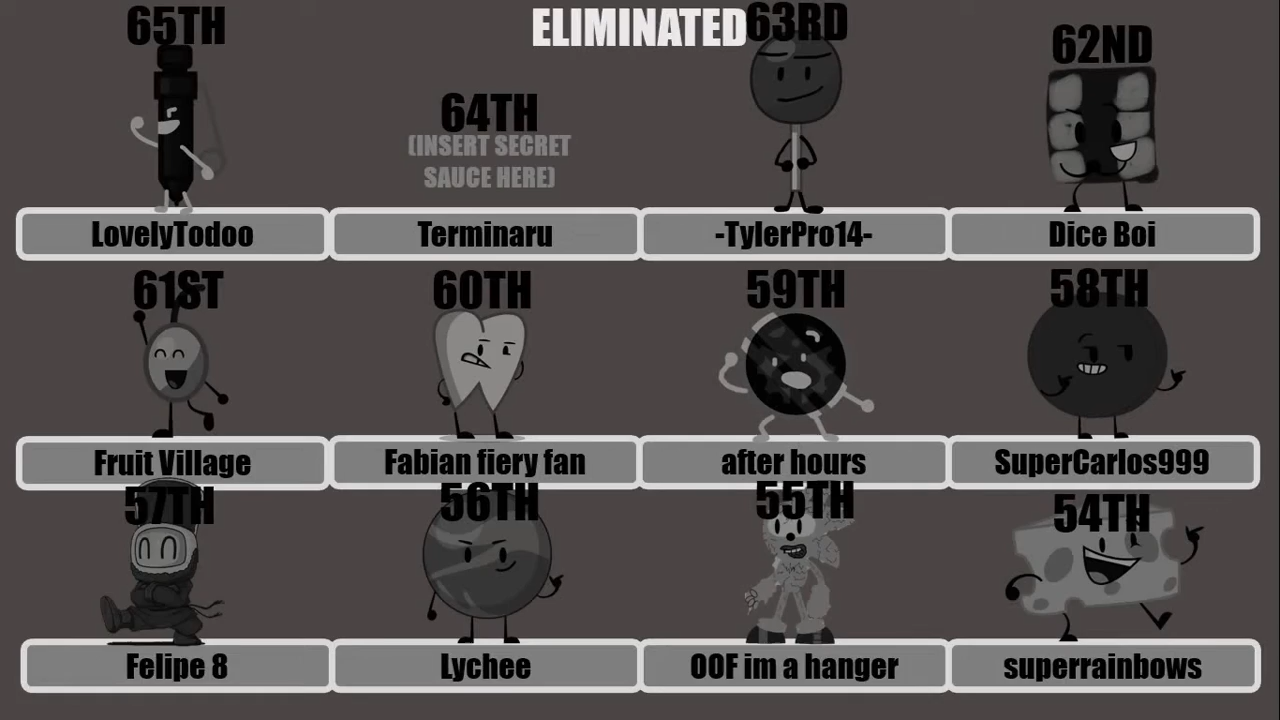 ELIMINATED
65TH
64TH
(INSERT SECRET
SAUCE HERE)
63RD
62ND
LovelyTodoo
Terminaru
-TylerPro14-
Dice Boi
61ST
60TH
59TH
58TH
Fruit Village
Fabian fiery fan
after hours
SuperCarlos999
57TH
56TH
55TH
54TH
Felipe 8
Lychee
OOF im a hanger
superrainbows